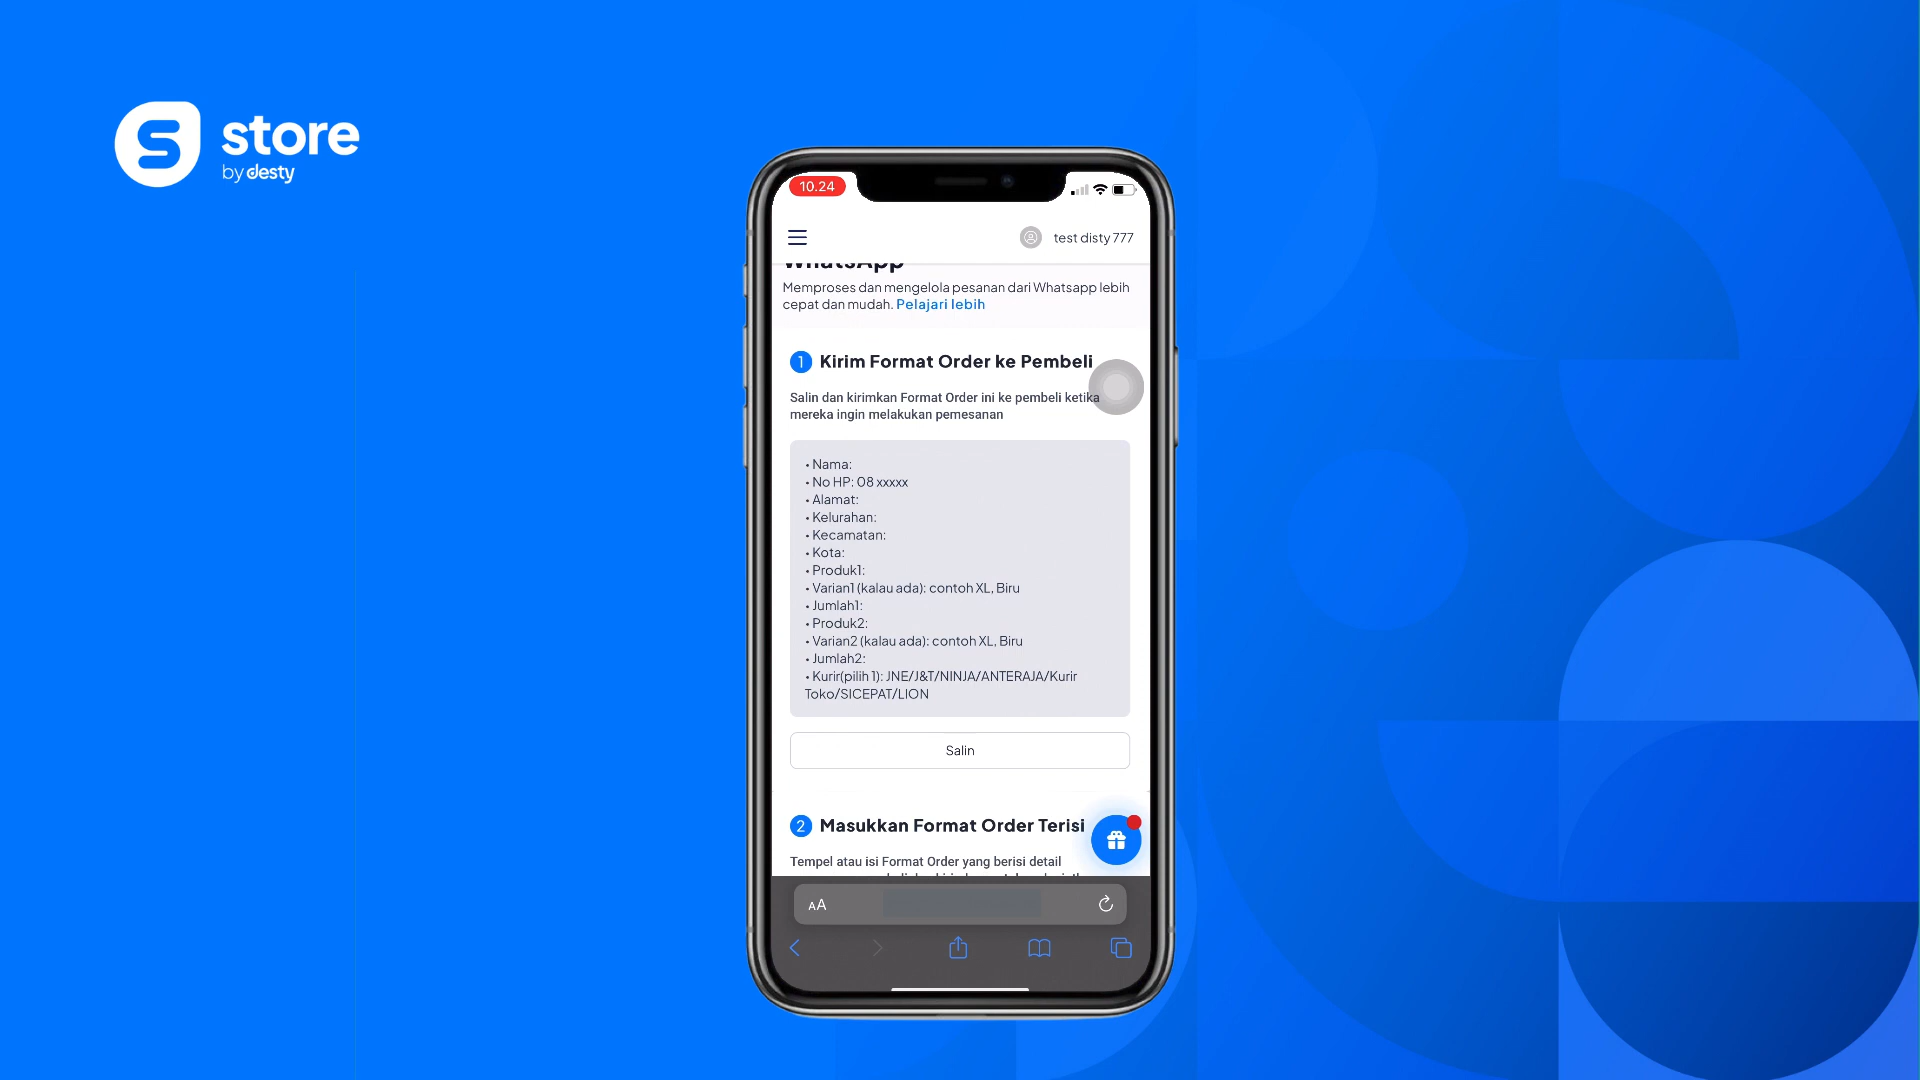 store
by desty
10.24
test disty 777
WhatsApp
Memproses dan mengelola pesanan dari Whatsapp lebih
cepat dan mudah. Pelajari lebih
1 Kirim Format Order ke Pembeli
Salin dan kirimkan Format Order ini ke pembeli ketika
mereka ingin melakukan pemesanan
• Nama:
• No HP: 08 xxxxx
• Alamat:
• Kelurahan:
• Kecamatan:
• Kota:
• Produk1:
• Varian1 (kalau ada): contoh XL, Biru
• Jumlah1:
• Produk2:
• Varian2 (kalau ada): contoh XL, Biru
• Jumlah2:
• Kurir(pilih 1): JNE/J&T/NINJA/ANTERAJA/Kurir
Toko/SICEPAT/LION
Salin
2 Masukkan Format Order Terisi
Tempel atau isi Format Order yang berisi detail
AA